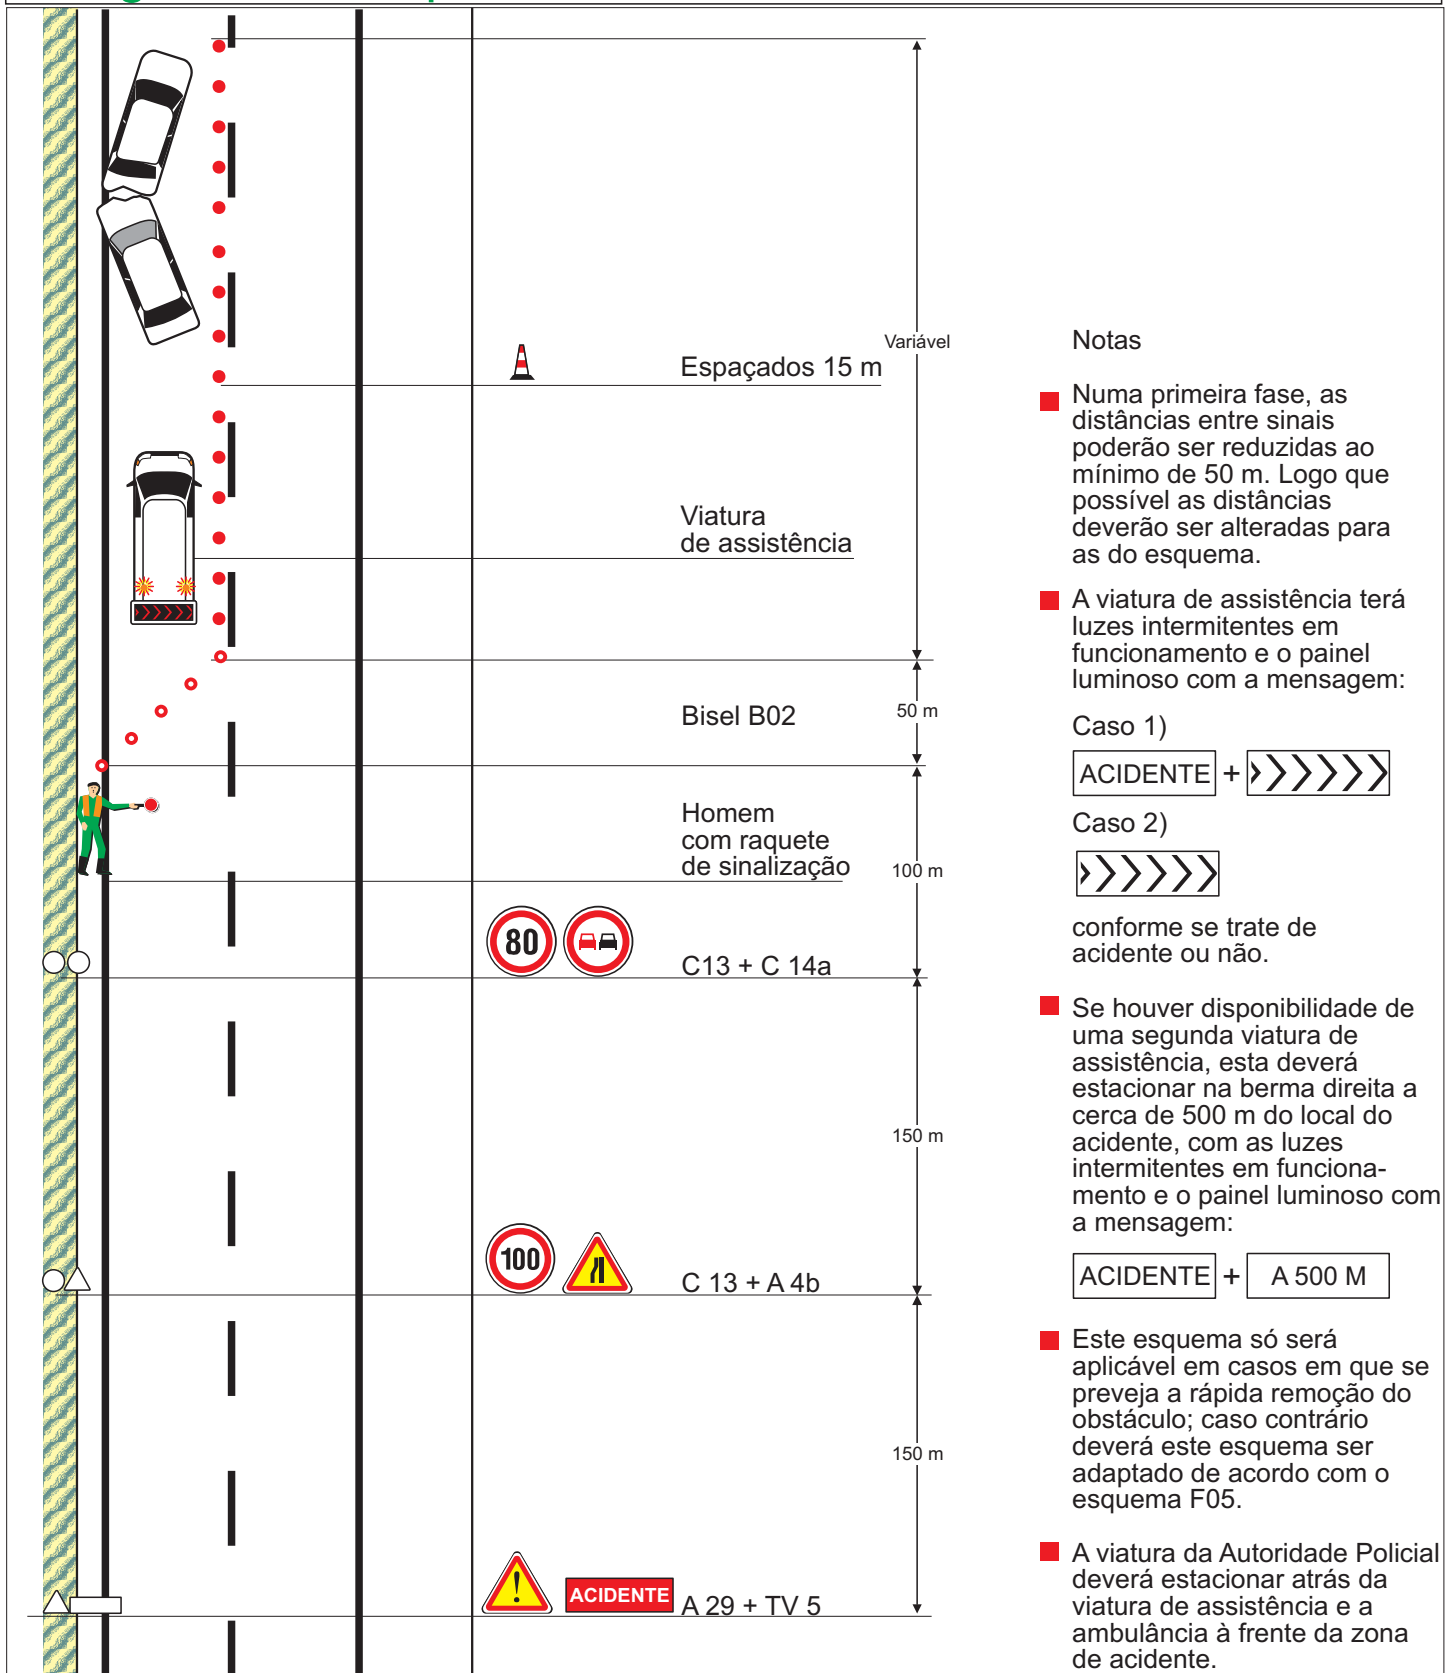 Variável
Espaçados 15 m
Viatura
de assistência
Bisel B02
50 m
Homem
com raquete
de sinalização
100 m
80
C13 + C 14a
150 m
100
C 13 + A 4b
150 m
!
ACIDENTE
A 29 + TV 5
Notas
Numa primeira fase, as
distâncias entre sinais
poderão ser reduzidas ao
mínimo de 50 m. Logo que
possível as distâncias
deverão ser alteradas para
as do esquema.
A viatura de assistência terá
luzes intermitentes em
funcionamento e o painel
luminoso com a mensagem:
Caso 1)
ACIDENTE +
Caso 2)
conforme se trate de
acidente ou não.
Se houver disponibilidade de
uma segunda viatura de
assistência, esta deverá
estacionar na berma direita a
cerca de 500 m do local do
acidente, com as luzes
intermitentes em funciona-
mento e o painel luminoso com
a mensagem:
ACIDENTE + A 500 M
Este esquema só será
aplicável em casos em que se
preveja a rápida remoção do
obstáculo; caso contrário
deverá este esquema ser
adaptado de acordo com o
esquema F05.
A viatura da Autoridade Policial
deverá estacionar atrás da
viatura de assistência e a
ambulância à frente da zona
de acidente.